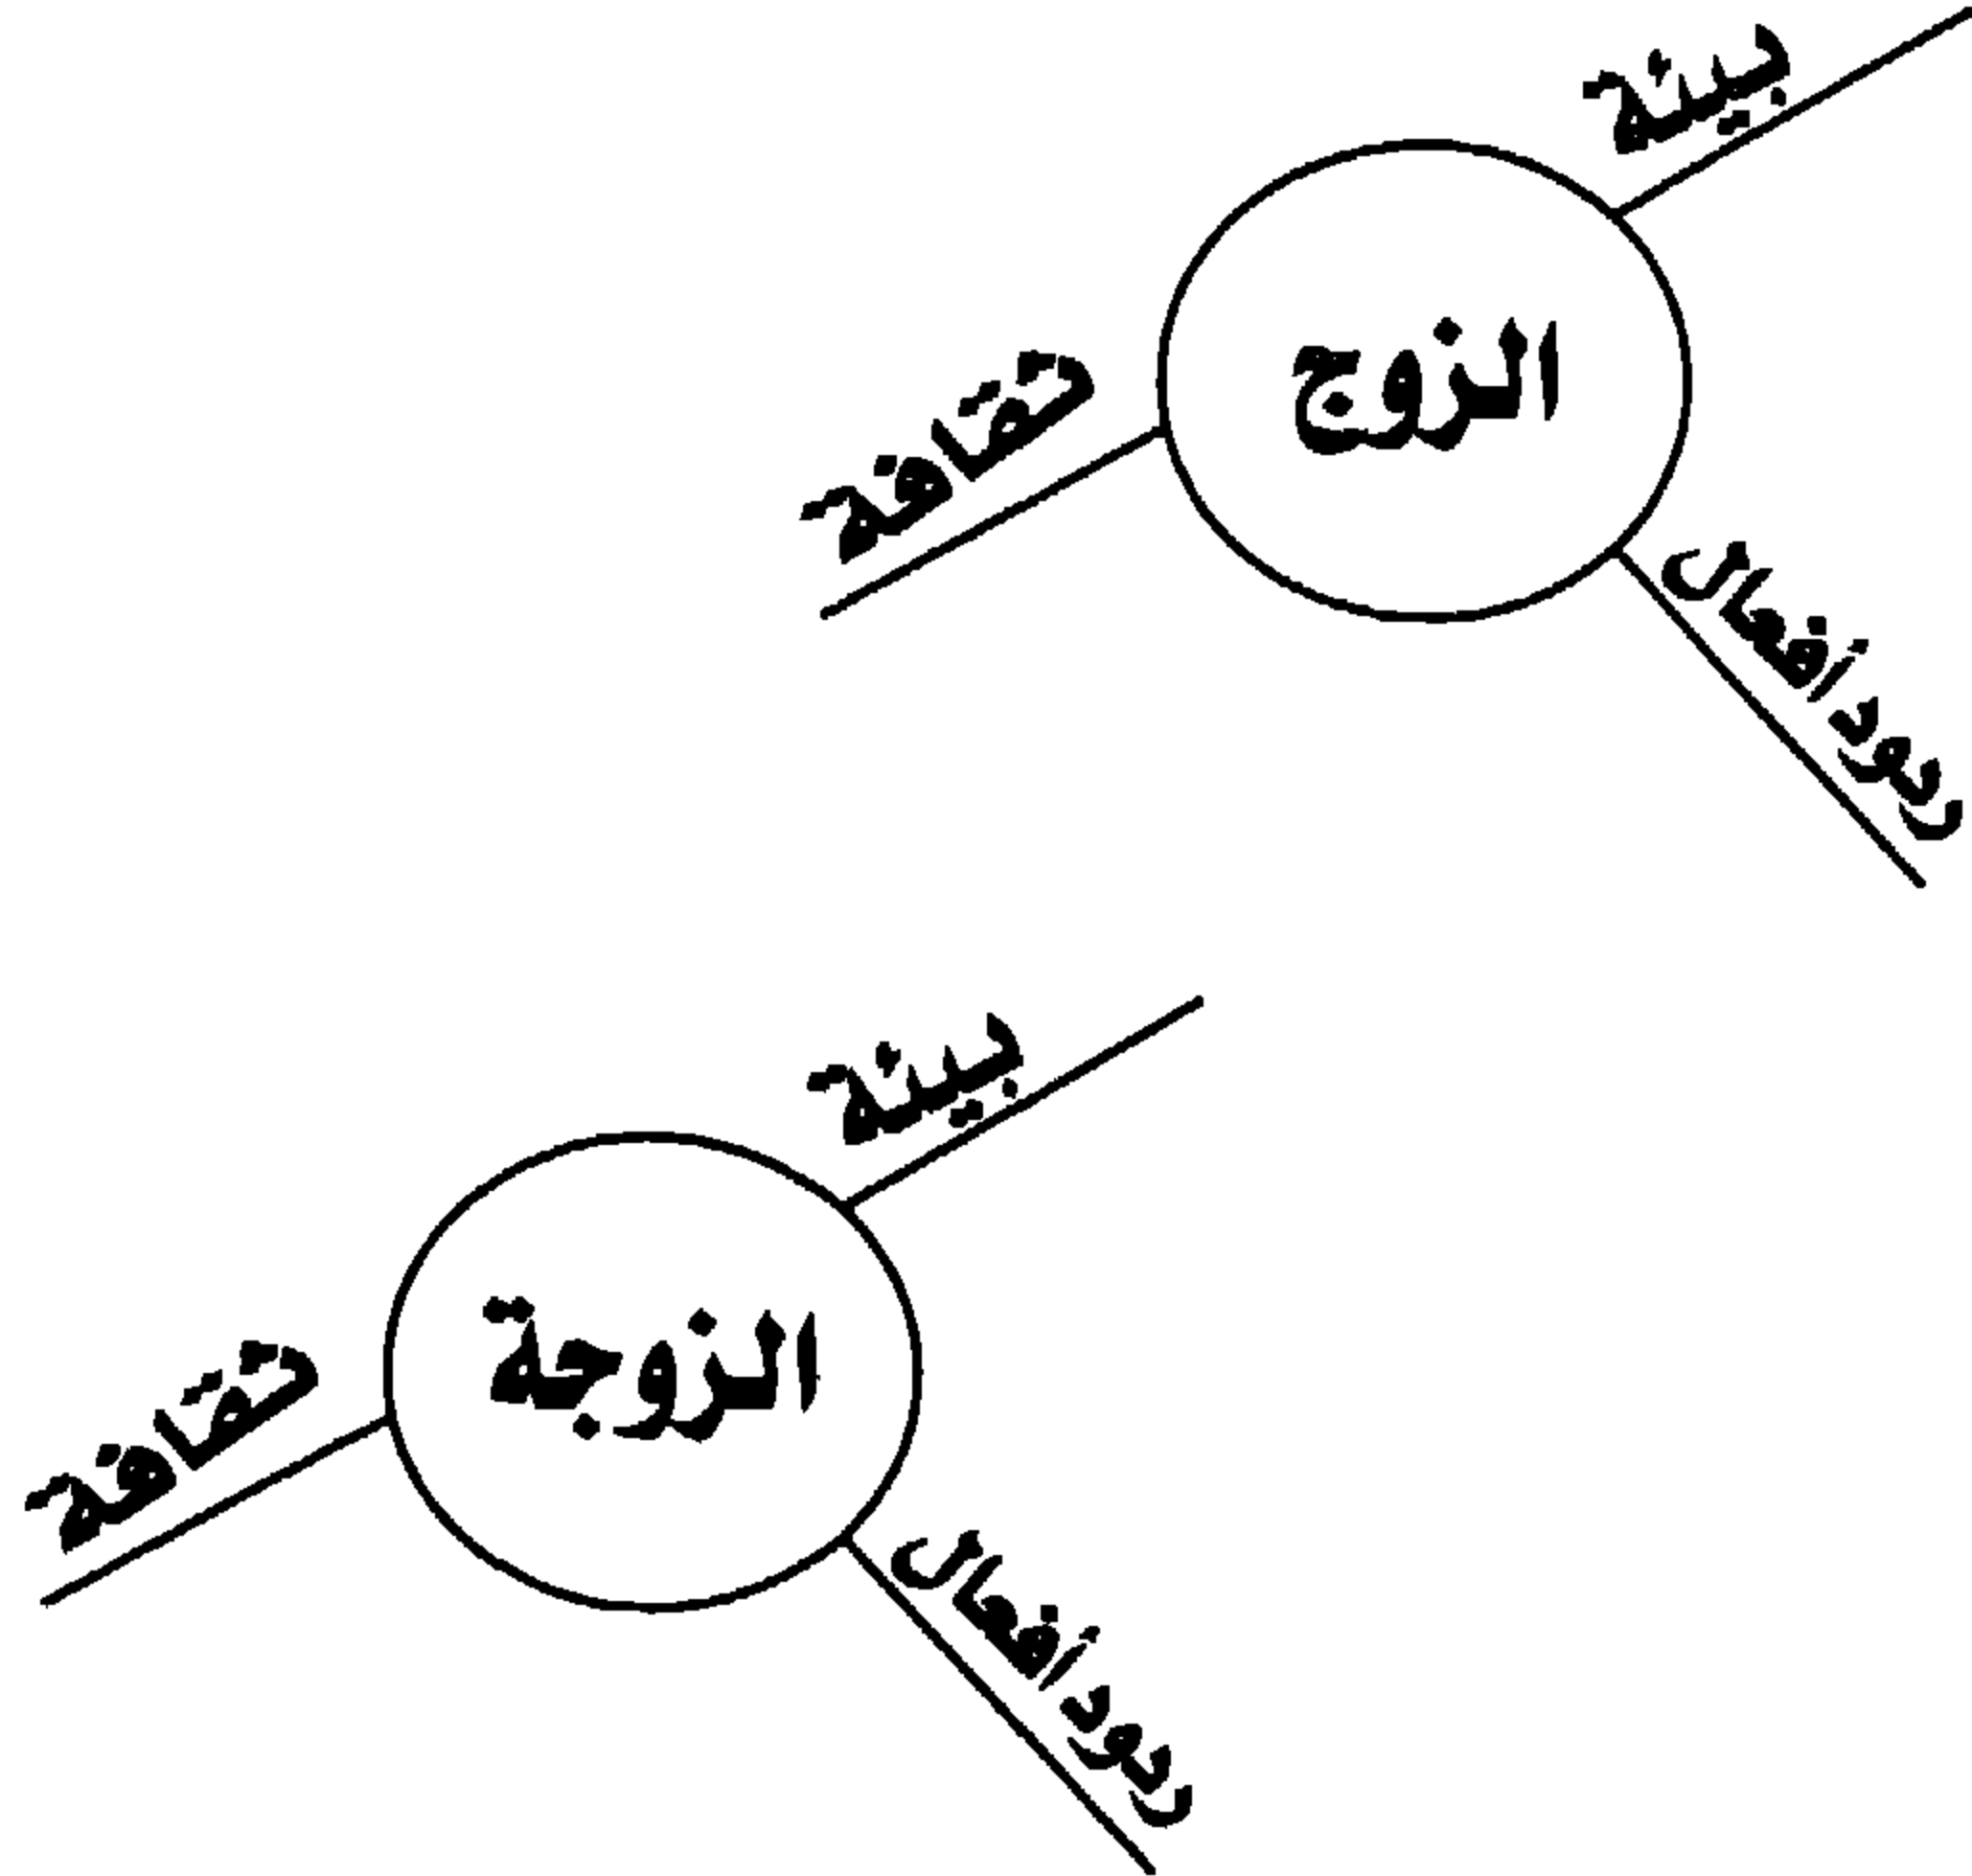 بيئة
الزوج
ثقافة
ردود أفعال
بيئة
الزوجة
ثقافة
ردود أفعال